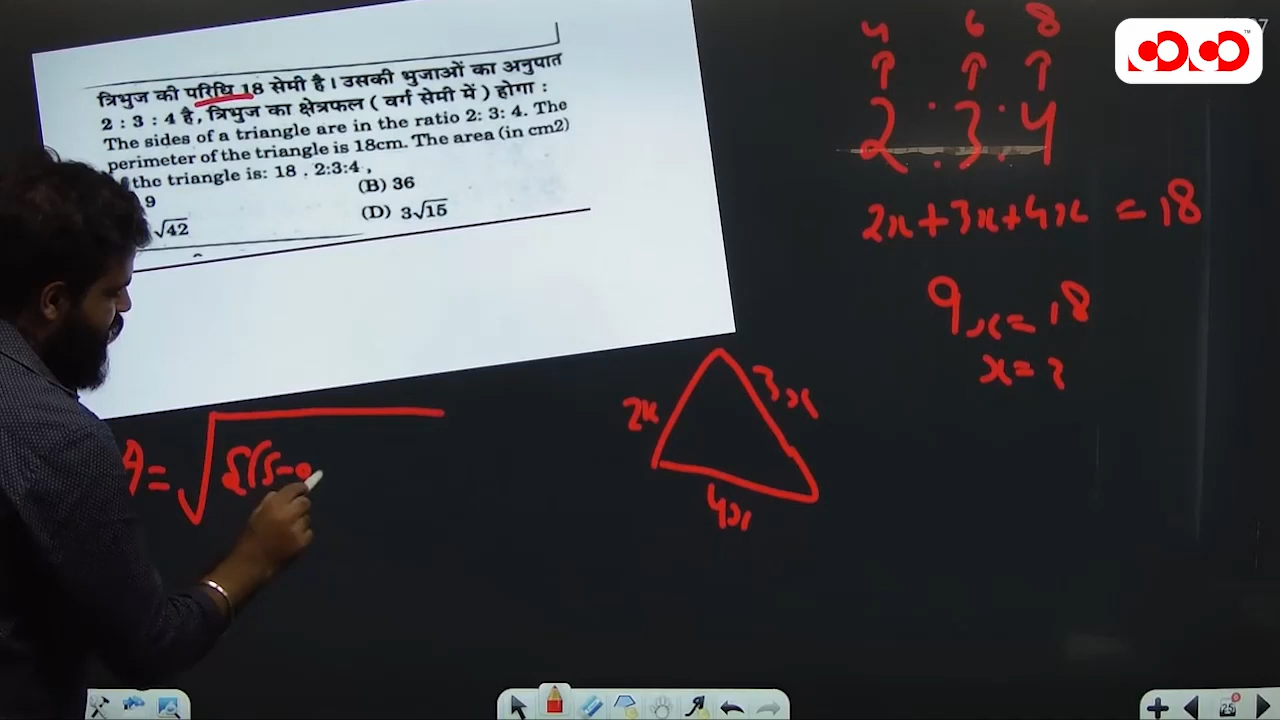 त्रिभुज की परिधि 18 सेमी है। उसकी भुजाओं का अनुपात
2 : 3 : 4 है, त्रिभुज का क्षेत्रफल ( वर्ग सेमी में ) होगा :
The sides of a triangle are in the ratio 2: 3: 4. The
perimeter of the triangle is 18cm. The area (in cm2)
the triangle is: 18 . 2:3:4 ,
9
(B) 36
√42
(D) 3√15
4 6 8
2 : 3 : 4
2x+3x+4x = 18
9x=18
x=2
2x
3x
4x
A= √S(S-a
25